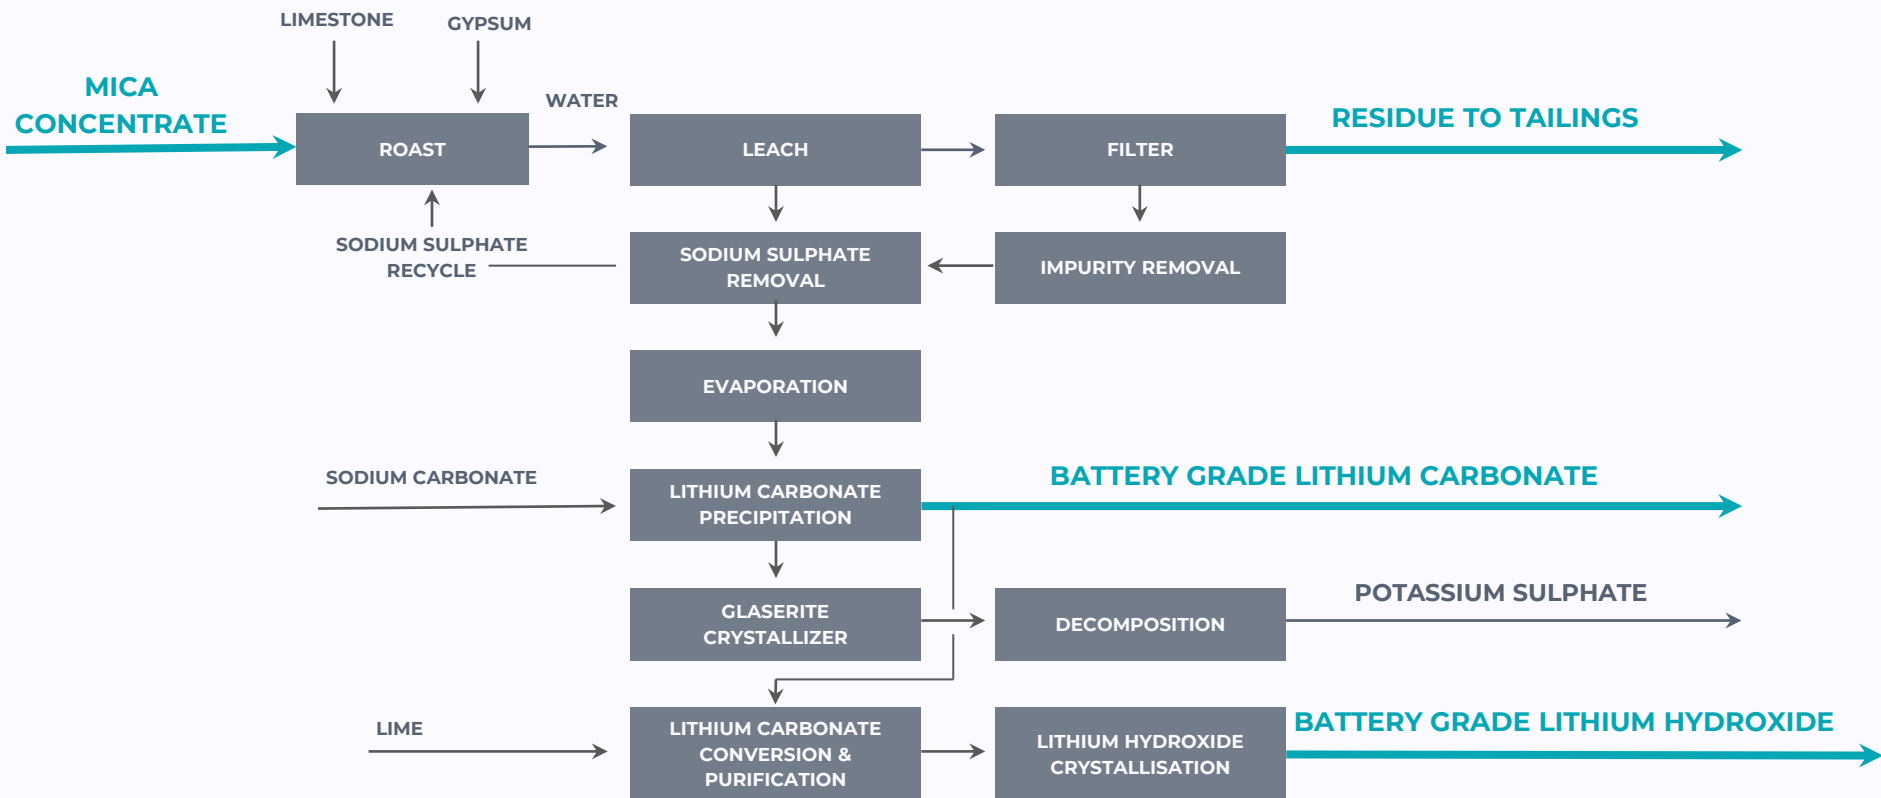 LIMESTONE
GYPSUM
MICA
CONCENTRATE
WATER
ROAST
LEACH
FILTER
RESIDUE TO TAILINGS
SODIUM SULPHATE
RECYCLE
SODIUM SULPHATE
REMOVAL
IMPURITY REMOVAL
EVAPORATION
SODIUM CARBONATE
LITHIUM CARBONATE
PRECIPITATION
BATTERY GRADE LITHIUM CARBONATE
GLASERITE
CRYSTALLIZER
DECOMPOSITION
POTASSIUM SULPHATE
LIME
LITHIUM CARBONATE
CONVERSION &
PURIFICATION
LITHIUM HYDROXIDE
CRYSTALLISATION
BATTERY GRADE LITHIUM HYDROXIDE